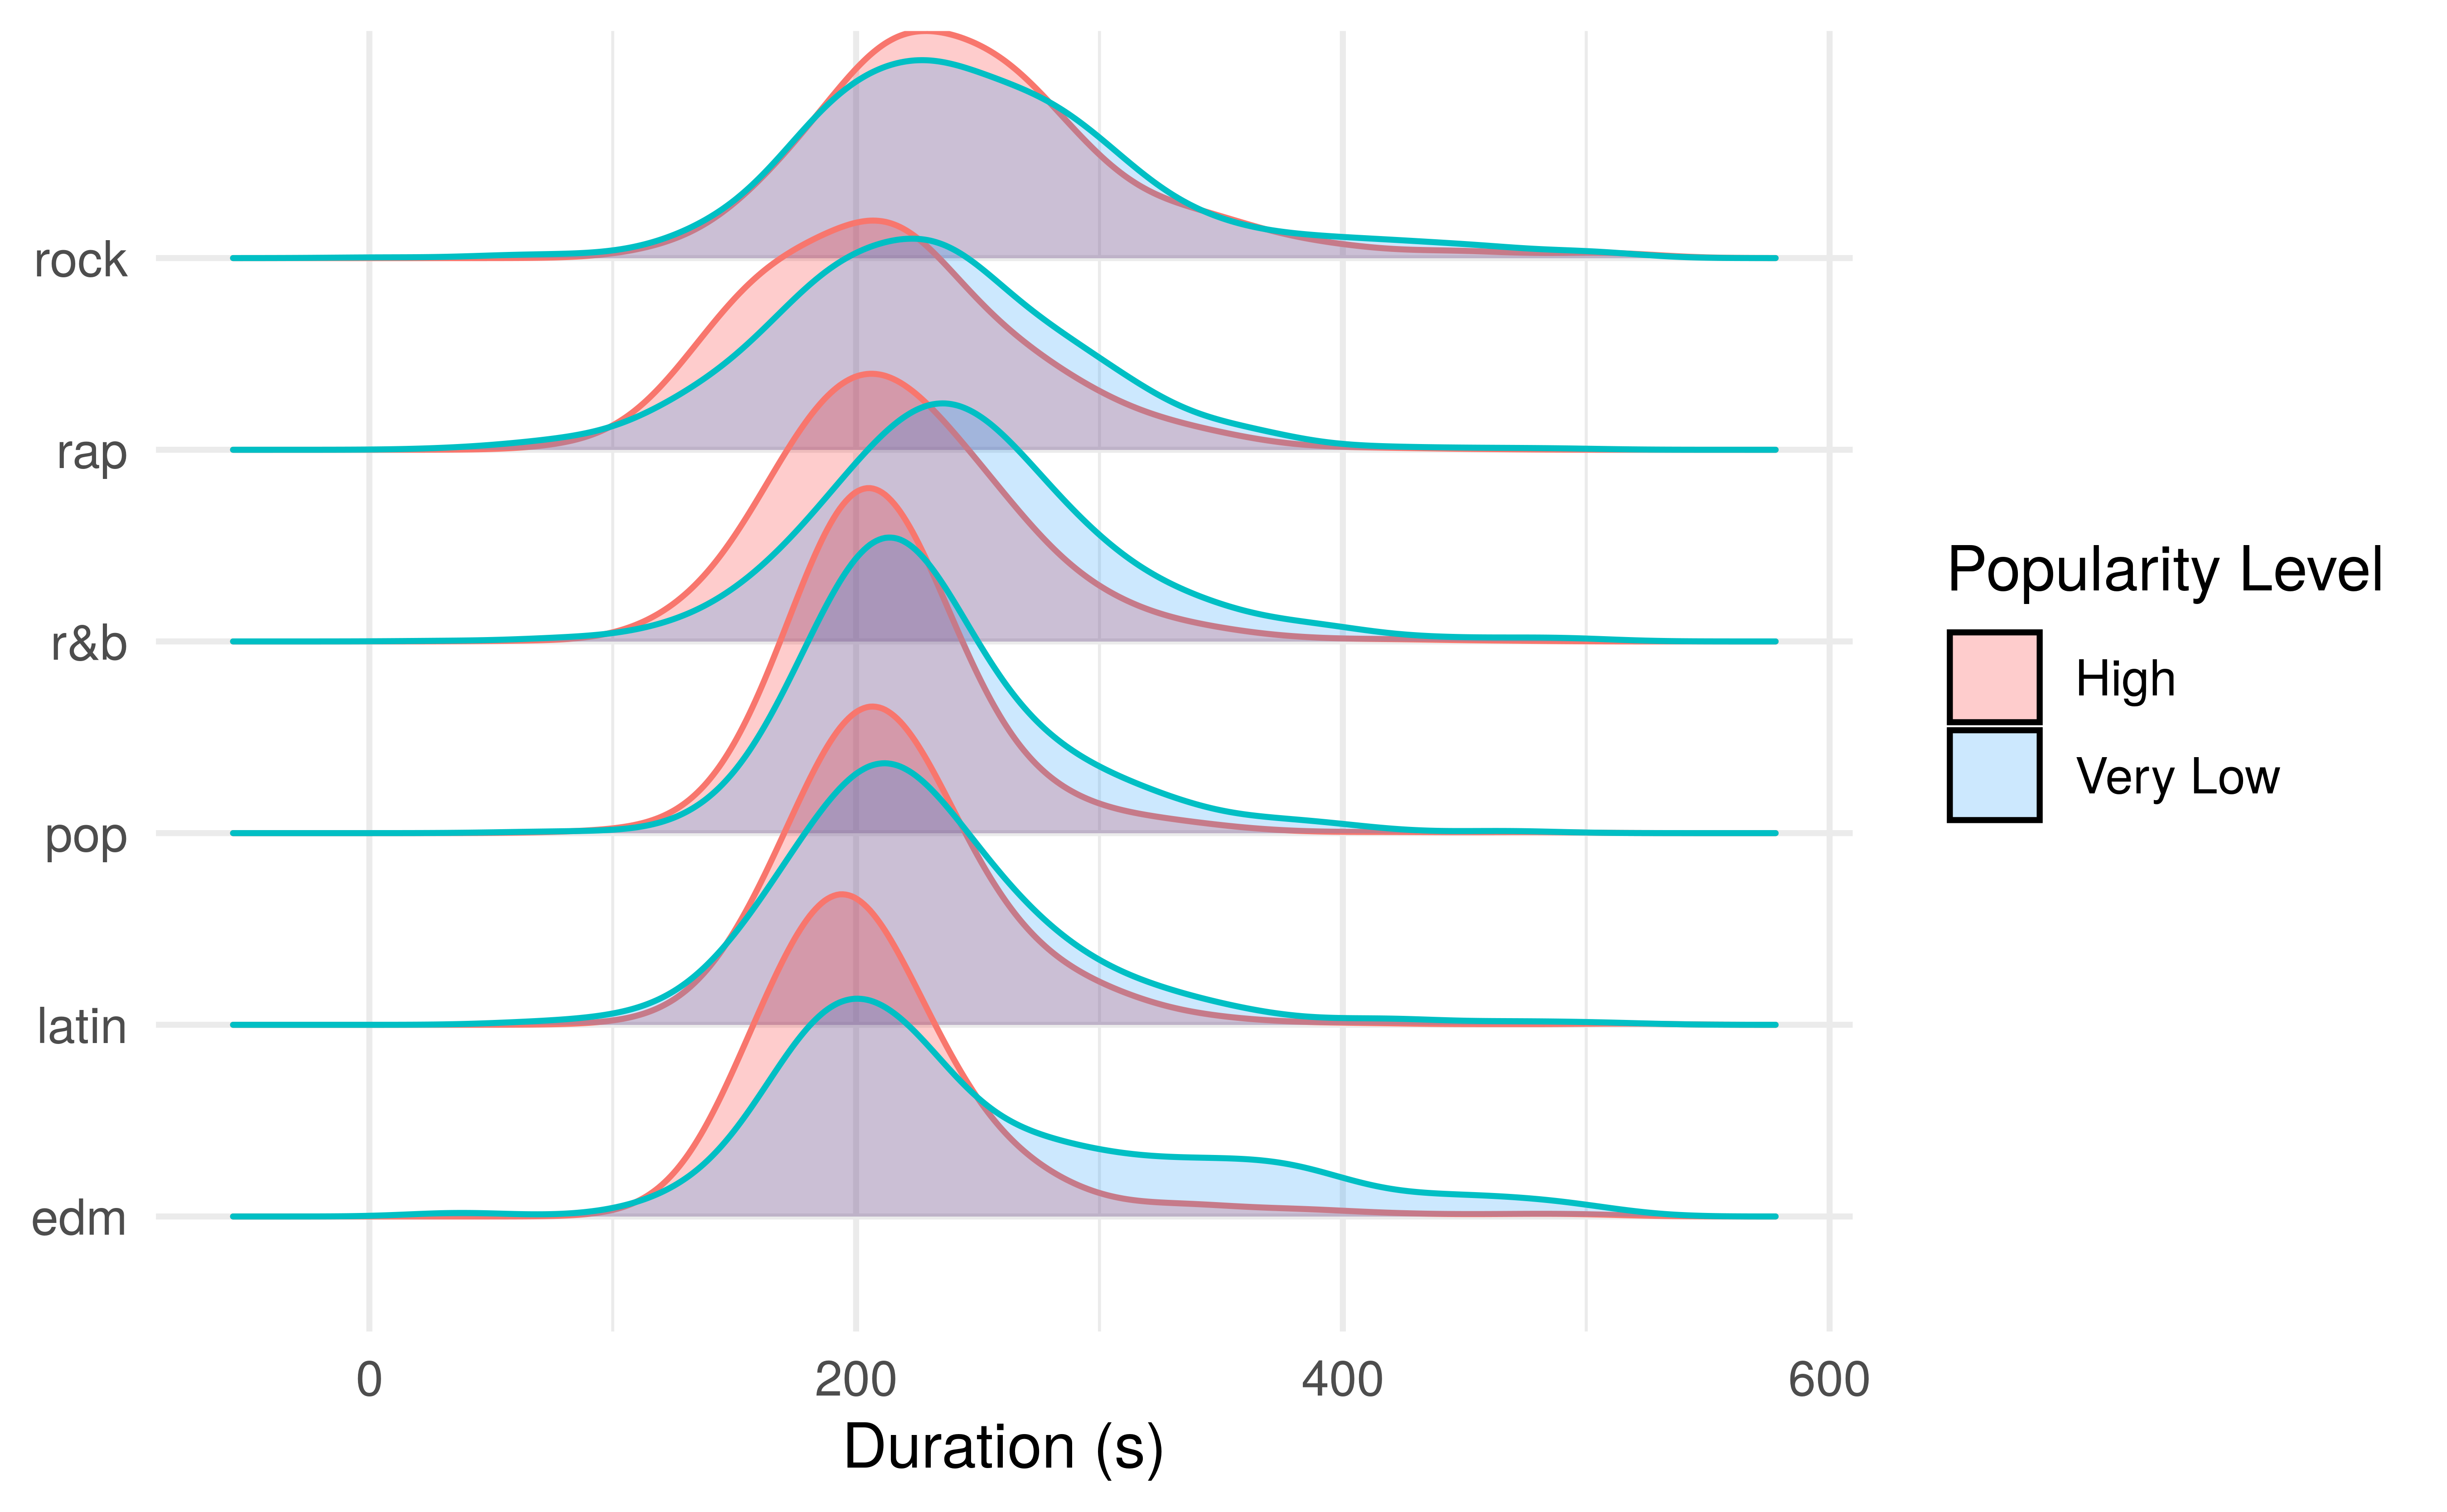 rock
rap
r&b
pop
latin
edm
0 200 400 600
Duration (s)
Popularity Level
High
Very Low